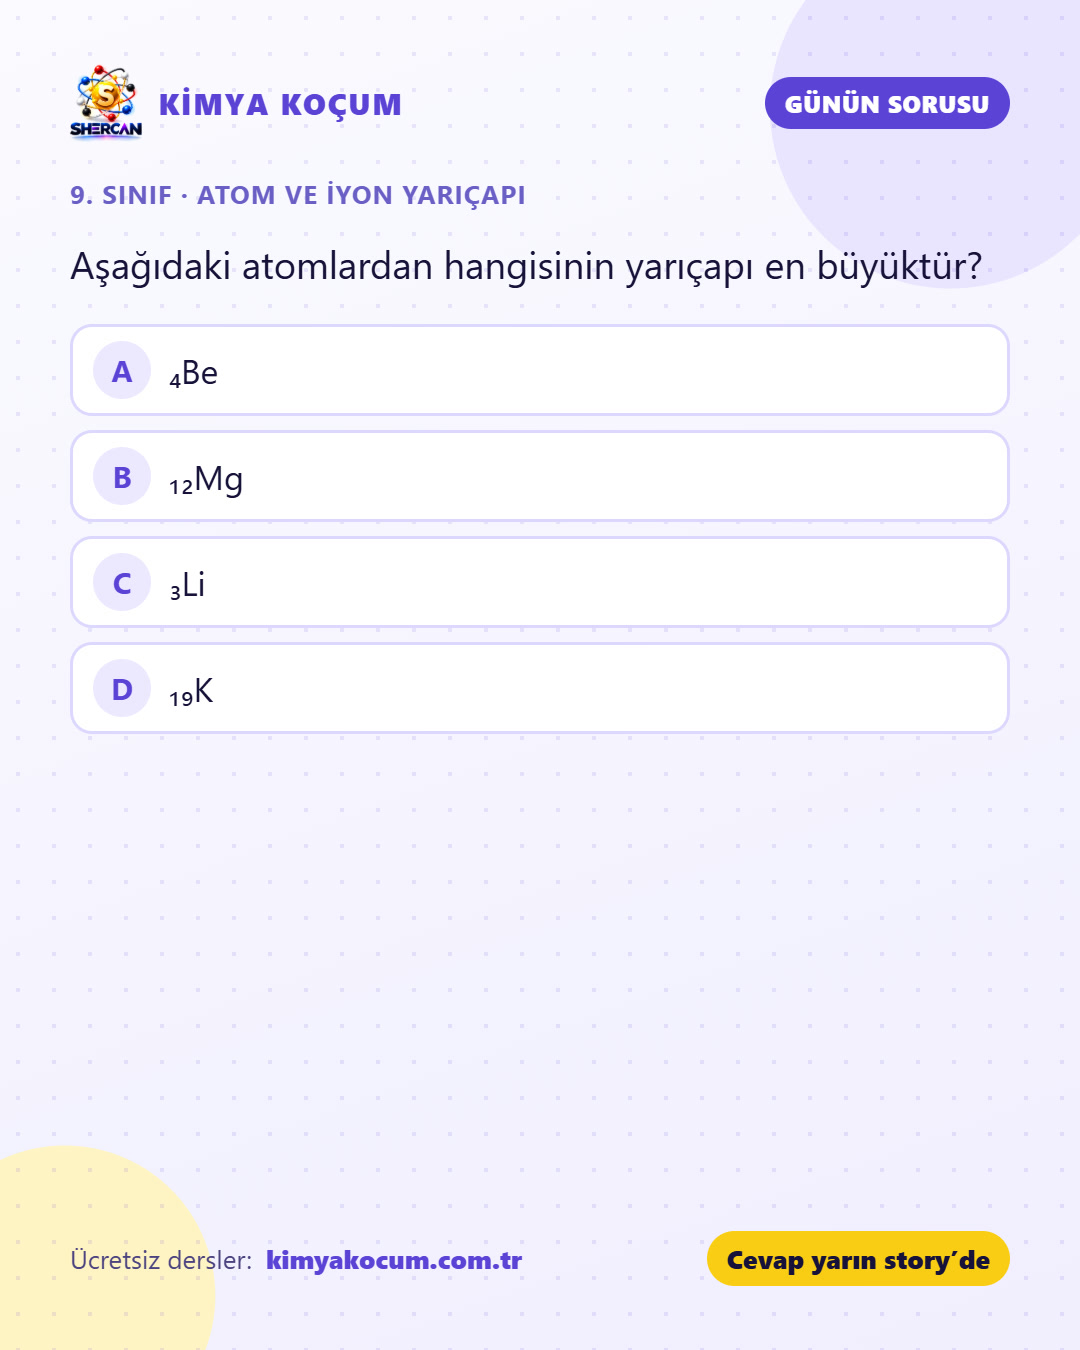 SHERCAN
KİMYA KOÇUM
GÜNÜN SORUSU
9. SINIF · ATOM VE İYON YARIÇAPI
Aşağıdaki atomlardan hangisinin yarıçapı en büyüktür?
A ₄Be
B ₁₂Mg
C ₃Li
D ₁₉K
Ücretsiz dersler: kimyakocum.com.tr
Cevap yarın story′de